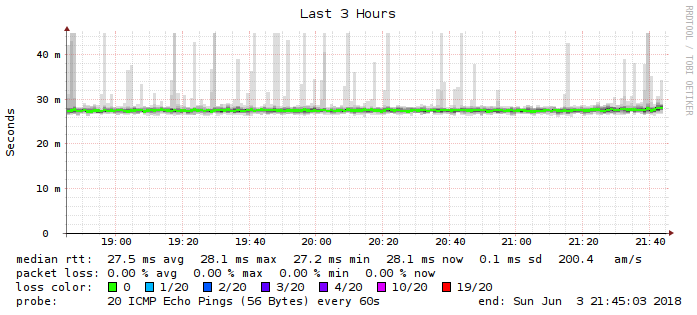 Last 3 Hours
RRDTOOL / TOBI OETIKER
Seconds
40 m
30 m
20 m
10 m
0
19:00 19:20 19:40 20:00 20:20 20:40 21:00 21:20 21:40
median rtt: 27.5 ms avg 28.1 ms max 27.2 ms min 28.1 ms now 0.1 ms sd 200.4 am/s
packet loss: 0.00 % avg 0.00 % max 0.00 % min 0.00 % now
loss color: 0 1/20 2/20 3/20 4/20 10/20 19/20
probe: 20 ICMP Echo Pings (56 Bytes) every 60s end: Sun Jun 3 21:45:03 2018